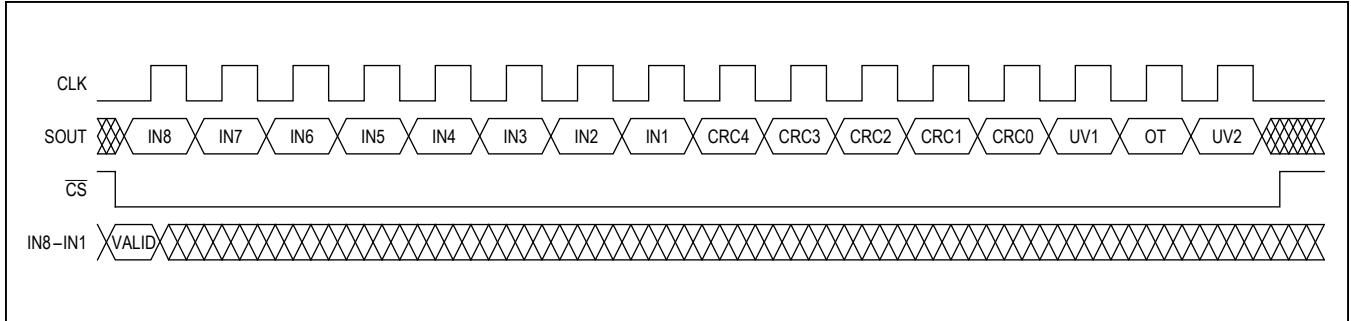 CLK
SOUT IN8 IN7 IN6 IN5 IN4 IN3 IN2 IN1 CRC4 CRC3 CRC2 CRC1 CRC0 UV1 OT UV2
CS
IN8–IN1 VALID